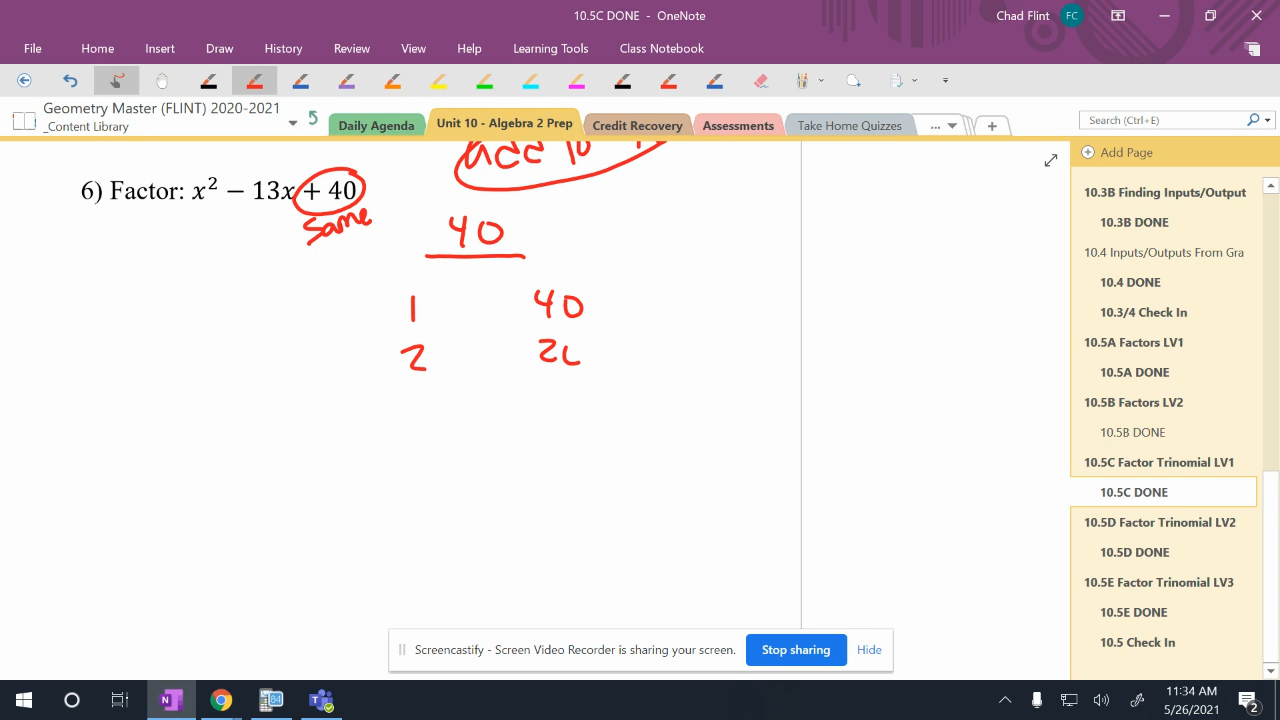 10.5C DONE - OneNote
Chad Flint FC
File Home Insert Draw History Review View Help Learning Tools Class Notebook
Geometry Master (FLINT) 2020-2021
_Content Library
Daily Agenda Unit 10 - Algebra 2 Prep Credit Recovery Assessments Take Home Quizzes ... +
Search (Ctrl+E)
Add Page
add to
6) Factor: x² − 13x + 40
same
40
1 40
2 2
10.3B Finding Inputs/Output
10.3B DONE
10.4 Inputs/Outputs From Gra
10.4 DONE
10.3/4 Check In
10.5A Factors LV1
10.5A DONE
10.5B Factors LV2
10.5B DONE
10.5C Factor Trinomial LV1
10.5C DONE
10.5D Factor Trinomial LV2
10.5D DONE
10.5E Factor Trinomial LV3
10.5E DONE
10.5 Check In
Screencastify - Screen Video Recorder is sharing your screen. Stop sharing Hide
11:34 AM
5/26/2021
2